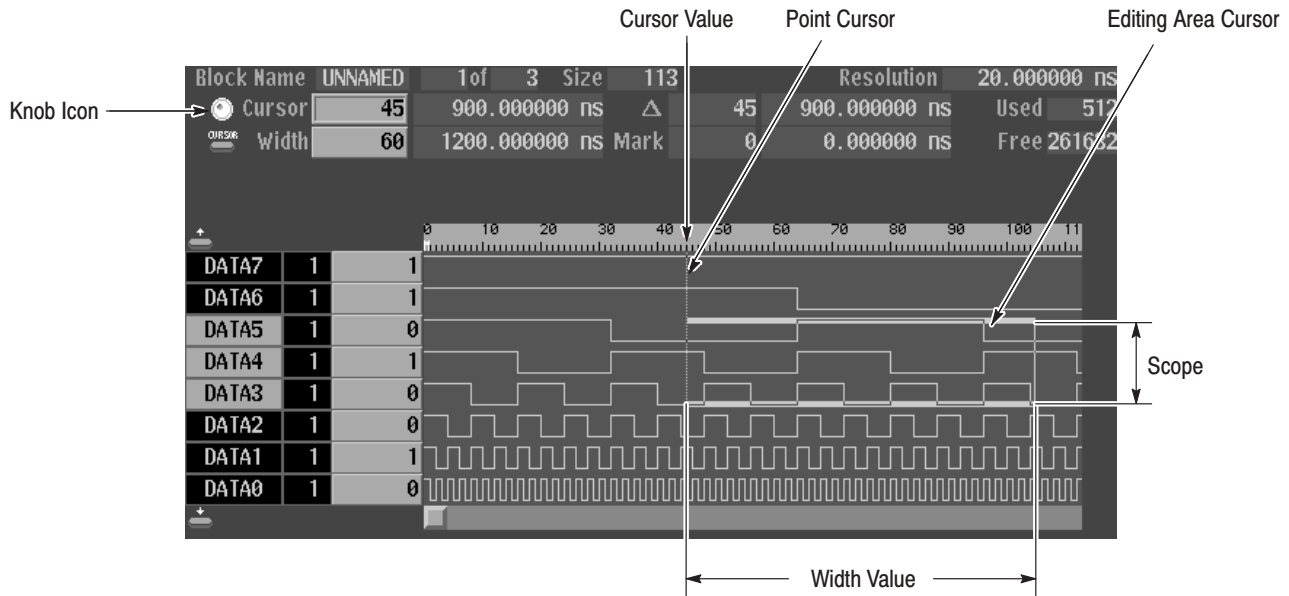 Cursor Value Point Cursor Editing Area Cursor
Block Name UNNAMED 1of 3 Size 113 Resolution 20.000000 ns
Knob Icon Cursor 45 900.000000 ns Δ 45 900.000000 ns Used 512
CURSOR Width 60 1200.000000 ns Mark 0 0.000000 ns Free 261632
0 10 20 30 40 50 60 70 80 90 100 11
DATA7 1 1
DATA6 1 1
DATA5 1 0
DATA4 1 1
Scope
DATA3 1 0
DATA2 1 0
DATA1 1 1
DATA0 1 0
Width Value